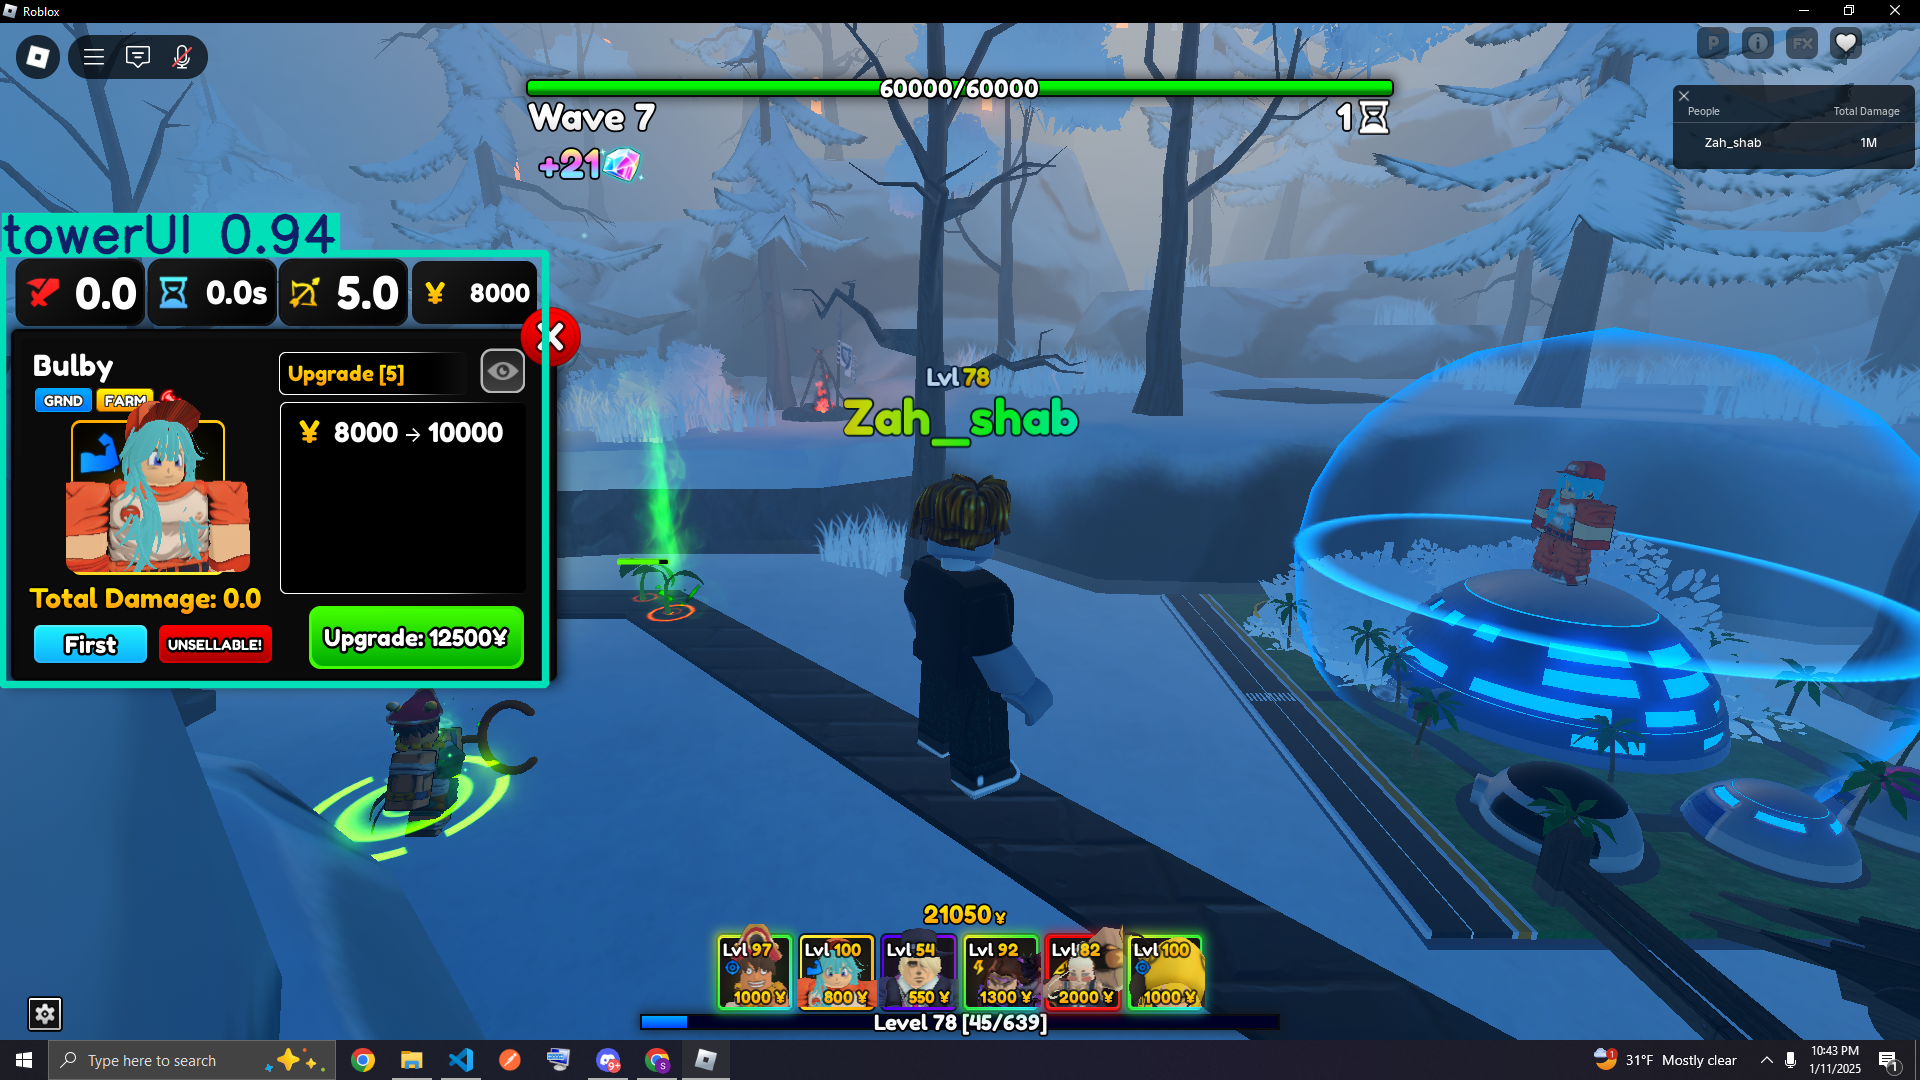 Roblox
P
FX
60000/60000
Wave 7
1
+21
People
Total Damage
Zah_shab
1M
towerUI 0.94
0.0
0.0s
5.0
¥ 8000
Bulby
Upgrade [5]
GRND
FARM
¥ 8000 → 10000
Total Damage: 0.0
First
UNSELLABLE!
Upgrade: 12500¥
Lvl 78
Zah_shab
21050 ¥
Lvl 97
Lvl 100
Lvl 54
Lvl 92
Lvl 82
Lvl 100
1000 ¥
800 ¥
550 ¥
1300 ¥
2000 ¥
1000 ¥
Level 78 [45/639]
Type here to search
9+
S
1
31°F Mostly clear
10:43 PM
1/11/2025
1